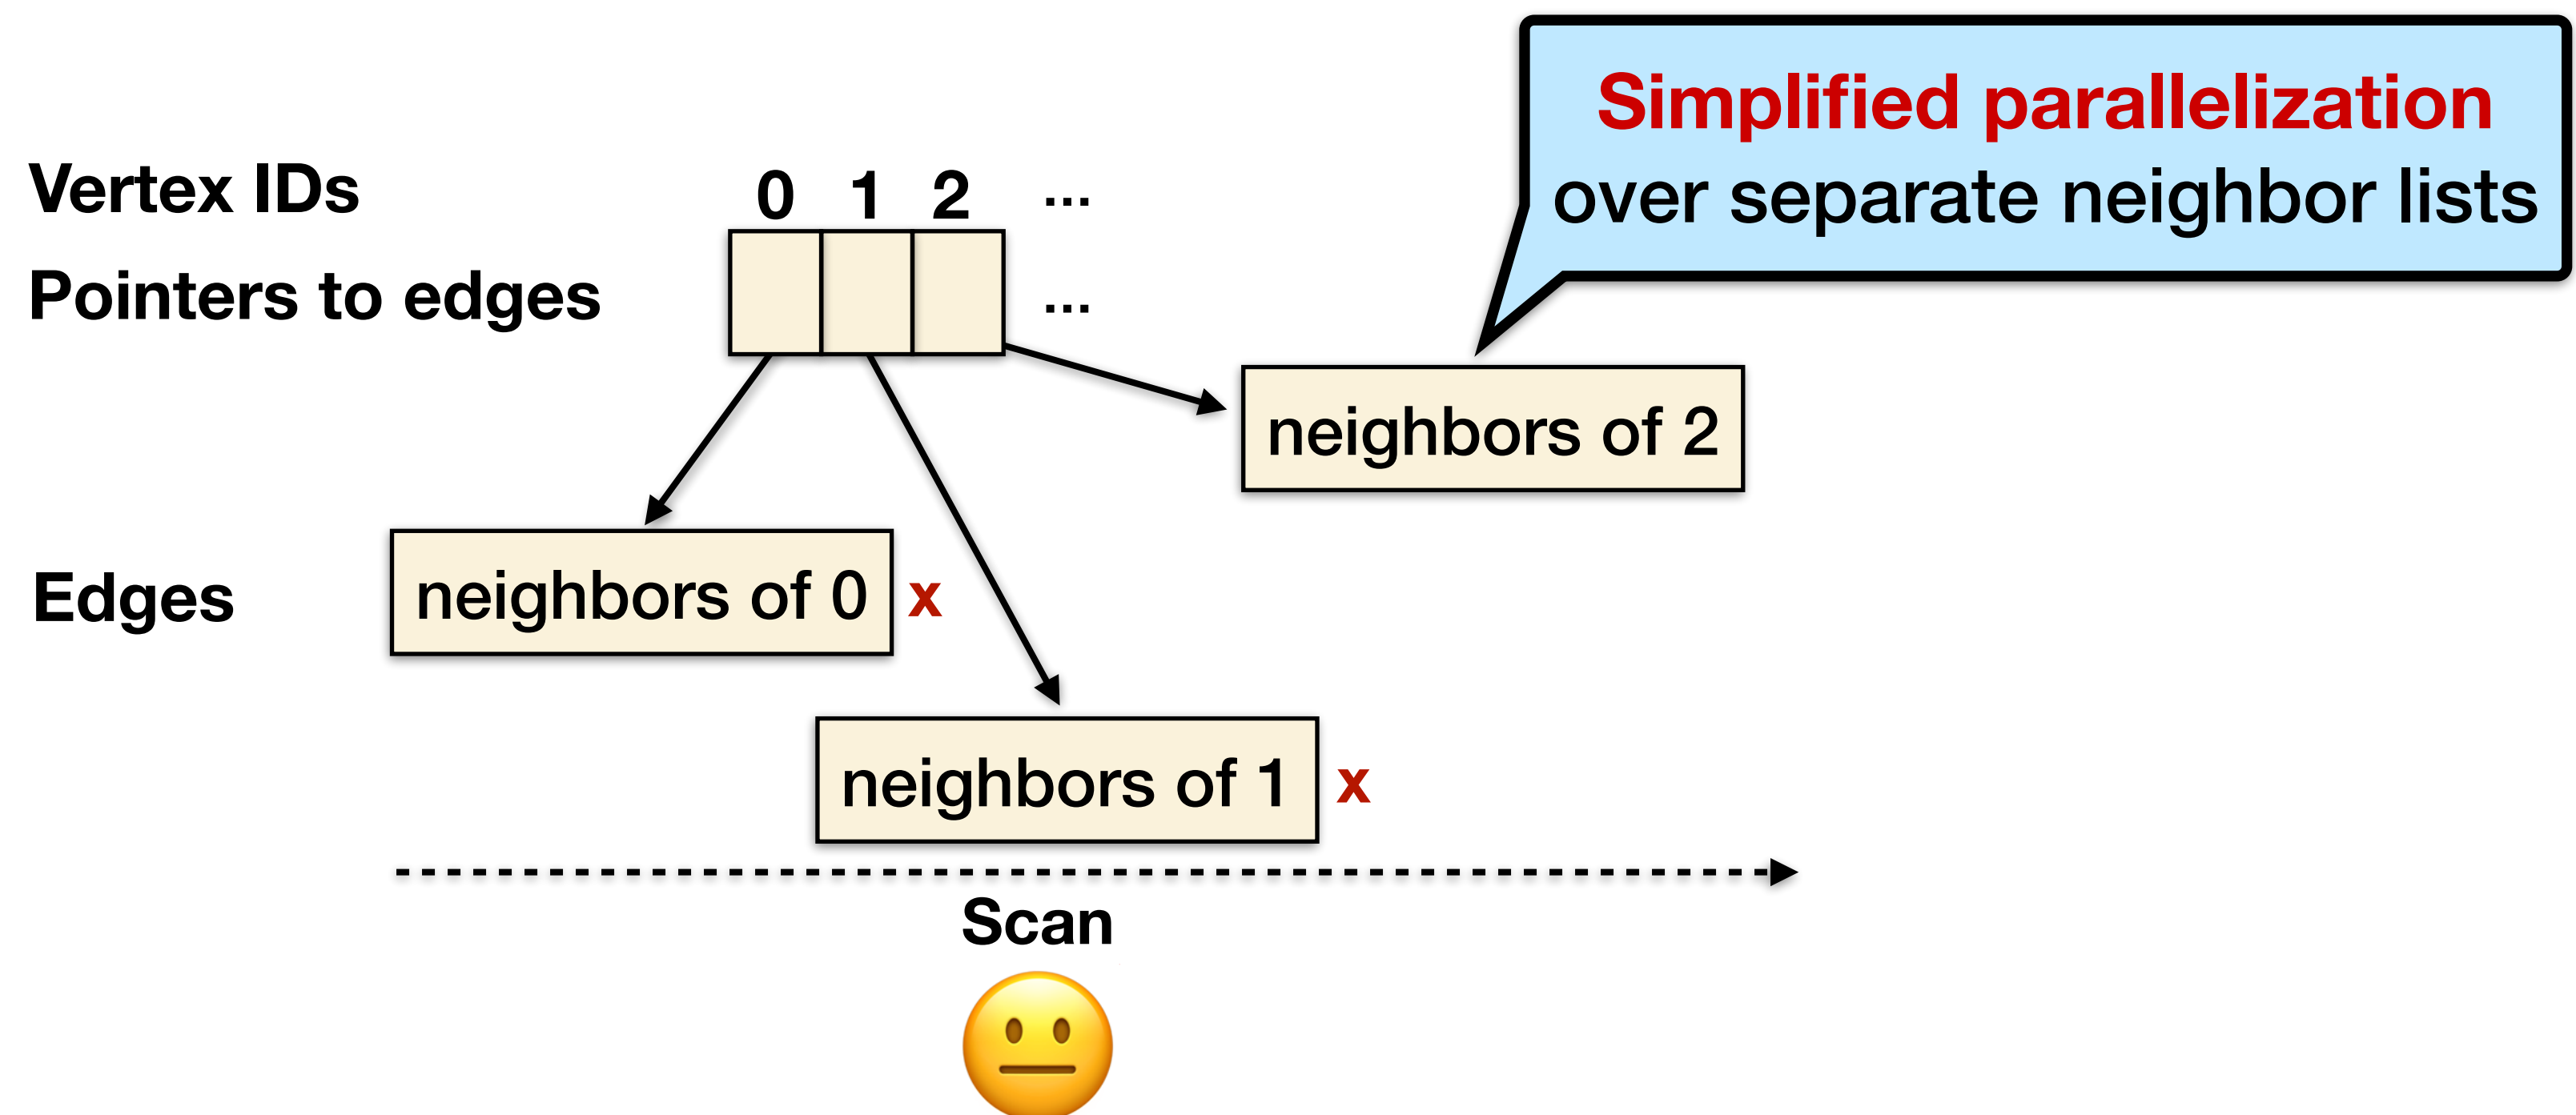 Simplified parallelization
over separate neighbor lists
Vertex IDs 0 1 2 ...
Pointers to edges ...
neighbors of 2
Edges neighbors of 0 x
neighbors of 1 x
Scan